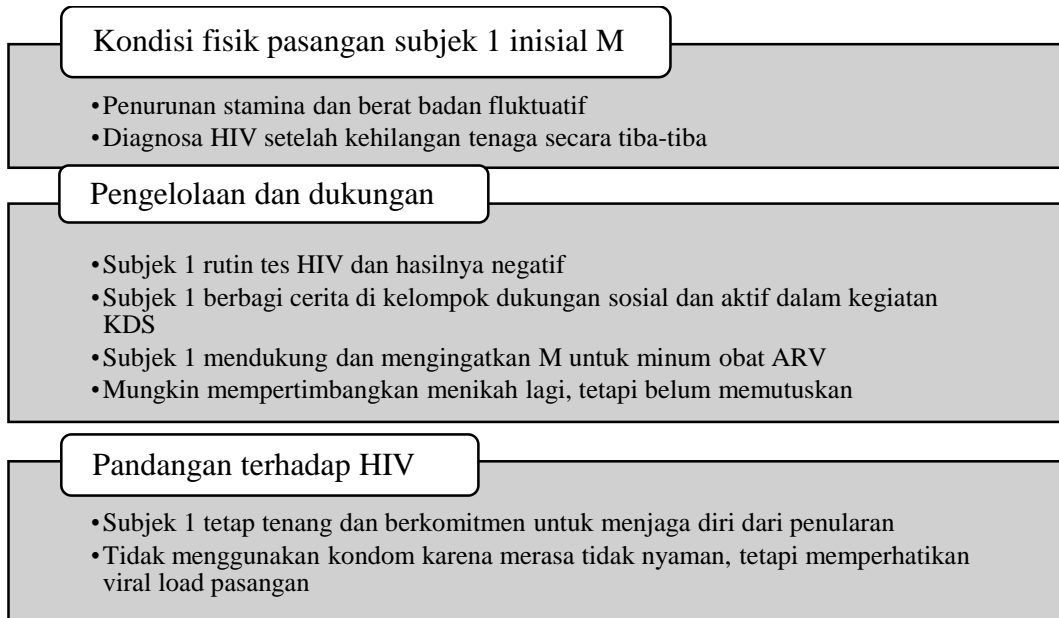 Kondisi fisik pasangan subjek 1 inisial M
•Penurunan stamina dan berat badan fluktuatif
•Diagnosa HIV setelah kehilangan tenaga secara tiba-tiba
Pengelolaan dan dukungan
•Subjek 1 rutin tes HIV dan hasilnya negatif
•Subjek 1 berbagi cerita di kelompok dukungan sosial dan aktif dalam kegiatan
KDS
•Subjek 1 mendukung dan mengingatkan M untuk minum obat ARV
•Mungkin mempertimbangkan menikah lagi, tetapi belum memutuskan
Pandangan terhadap HIV
•Subjek 1 tetap tenang dan berkomitmen untuk menjaga diri dari penularan
•Tidak menggunakan kondom karena merasa tidak nyaman, tetapi memperhatikan
viral load pasangan